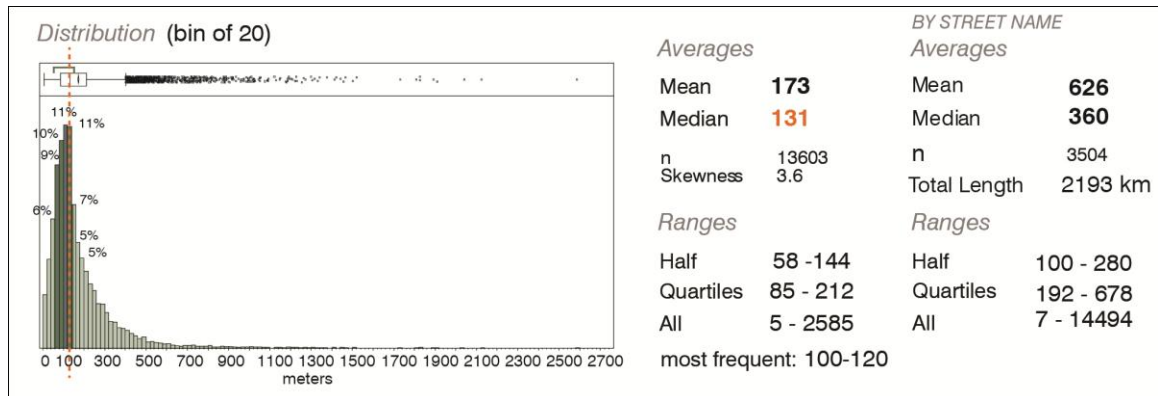 Distribution (bin of 20)
11%
11%
10%
9%
7%
6%
5%
5%
0 100 300 500 700 900 1100 1300 1500 1700 1900 2100 2300 2500 2700
meters
Averages
Mean 173
Median 131
n 13603
Skewness 3.6
Ranges
Half 58 -144
Quartiles 85 - 212
All 5 - 2585
most frequent: 100-120
BY STREET NAME
Averages
Mean 626
Median 360
n 3504
Total Length 2193 km
Ranges
Half 100 - 280
Quartiles 192 - 678
All 7 - 14494